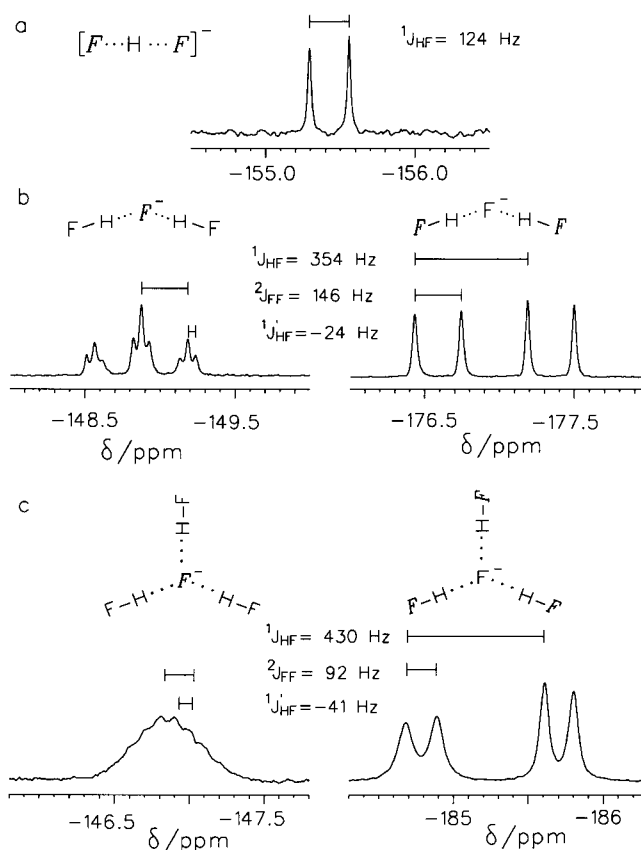 a
[F···H···F]⁻
¹J_HF = 124 Hz
−155.0 −156.0
b
F–H···F⁻···H–F
F–H···F⁻···H–F
¹J_HF = 354 Hz
²J_FF = 146 Hz
¹J'_HF = −24 Hz
−148.5 −149.5
δ/ppm
−176.5 −177.5
δ/ppm
c
F–H
F–H···F⁻···H–F
F–H
F–H···F⁻···H–F
¹J_HF = 430 Hz
²J_FF = 92 Hz
¹J'_HF = −41 Hz
−146.5 −147.5
δ/ppm
−185 −186
δ/ppm